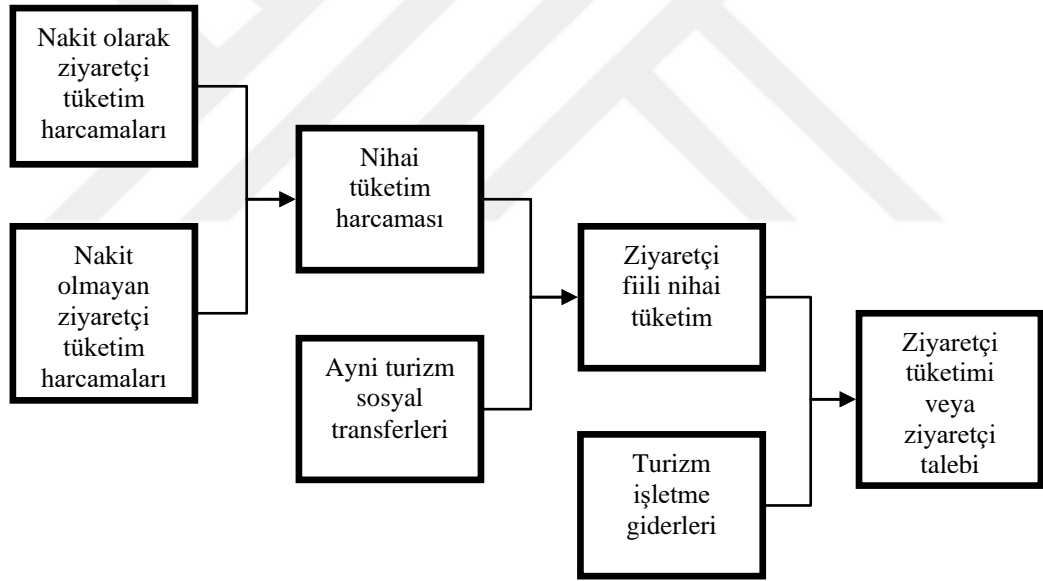 Nakit olarak
ziyaretçi
tüketim
harcamaları
Nakit
olmayan
ziyaretçi
tüketim
harcamaları
Nihai
tüketim
harcaması
Ayni turizm
sosyal
transferleri
Ziyaretçi
fiili nihai
tüketim
Turizm
işletme
giderleri
Ziyaretçi
tüketimi
veya
ziyaretçi
talebi